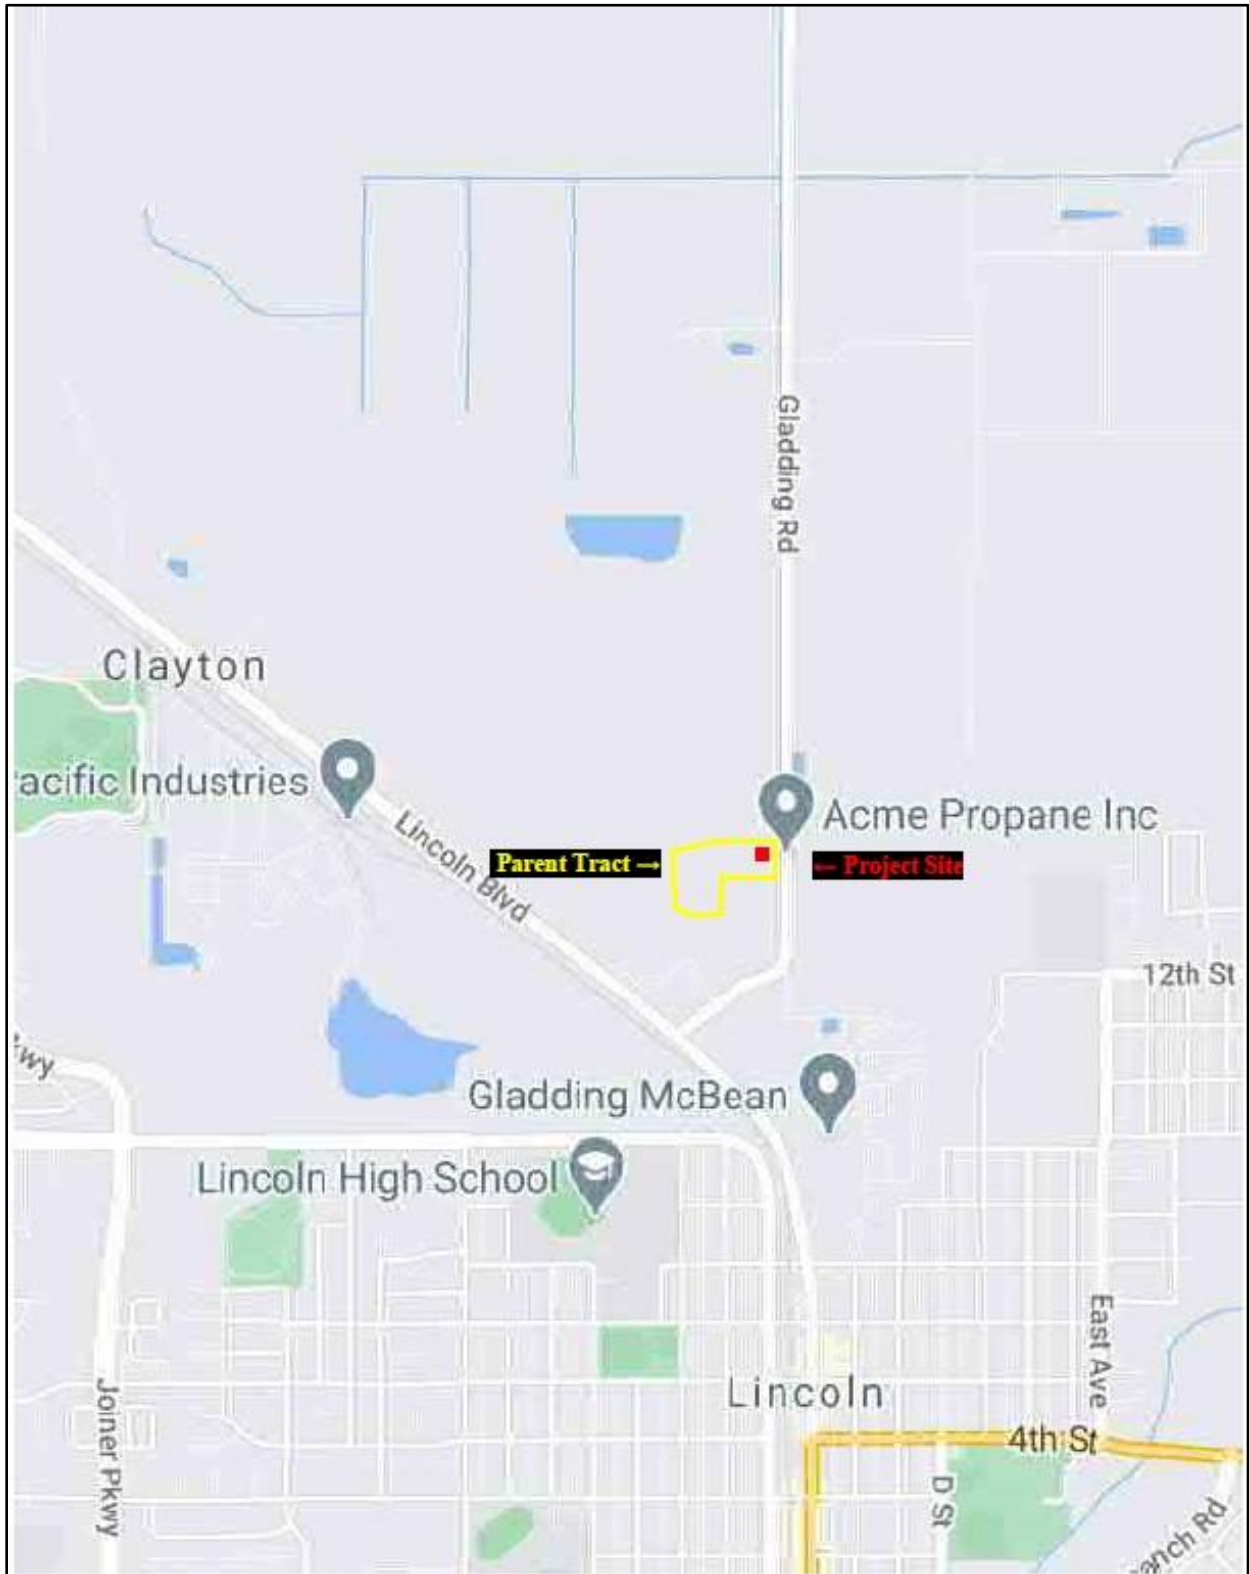 Gladding Rd
Clayton
acific Industries
Acme Propane Inc
Lincoln Blvd
Parent Tract →
← Project Site
12th St
wy
Gladding McBean
Lincoln High School
East Ave
Lincoln
Joiner Pkwy
4th St
D St
anch Rd